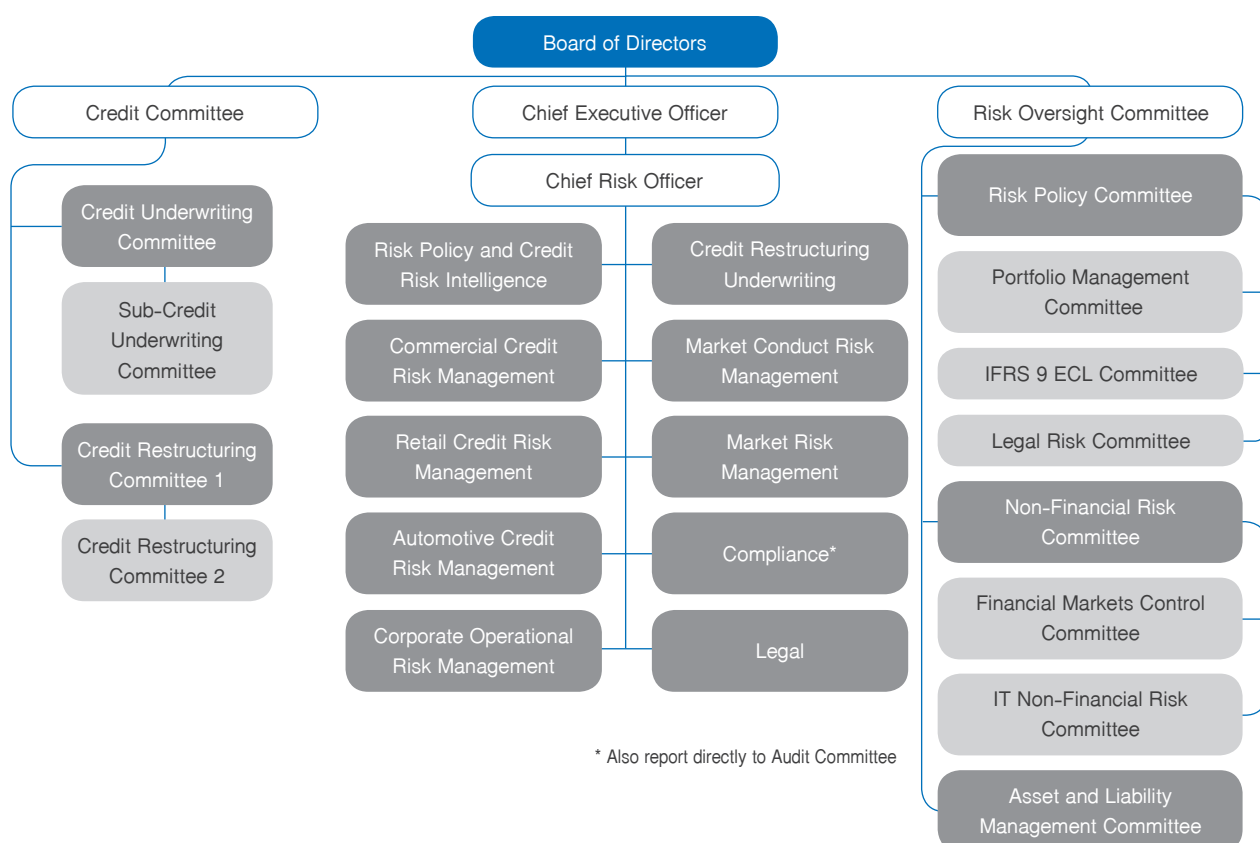 Board of Directors
Credit Committee
Chief Executive Officer
Risk Oversight Committee
Chief Risk Officer
Credit Underwriting
Committee
Sub-Credit
Underwriting
Committee
Credit Restructuring
Committee 1
Credit Restructuring
Committee 2
Risk Policy and Credit
Risk Intelligence
Credit Restructuring
Underwriting
Commercial Credit
Risk Management
Market Conduct Risk
Management
Retail Credit Risk
Management
Market Risk
Management
Automotive Credit
Risk Management
Compliance*
Corporate Operational
Risk Management
Legal
* Also report directly to Audit Committee
Risk Policy Committee
Portfolio Management
Committee
IFRS 9 ECL Committee
Legal Risk Committee
Non-Financial Risk
Committee
Financial Markets Control
Committee
IT Non-Financial Risk
Committee
Asset and Liability
Management Committee